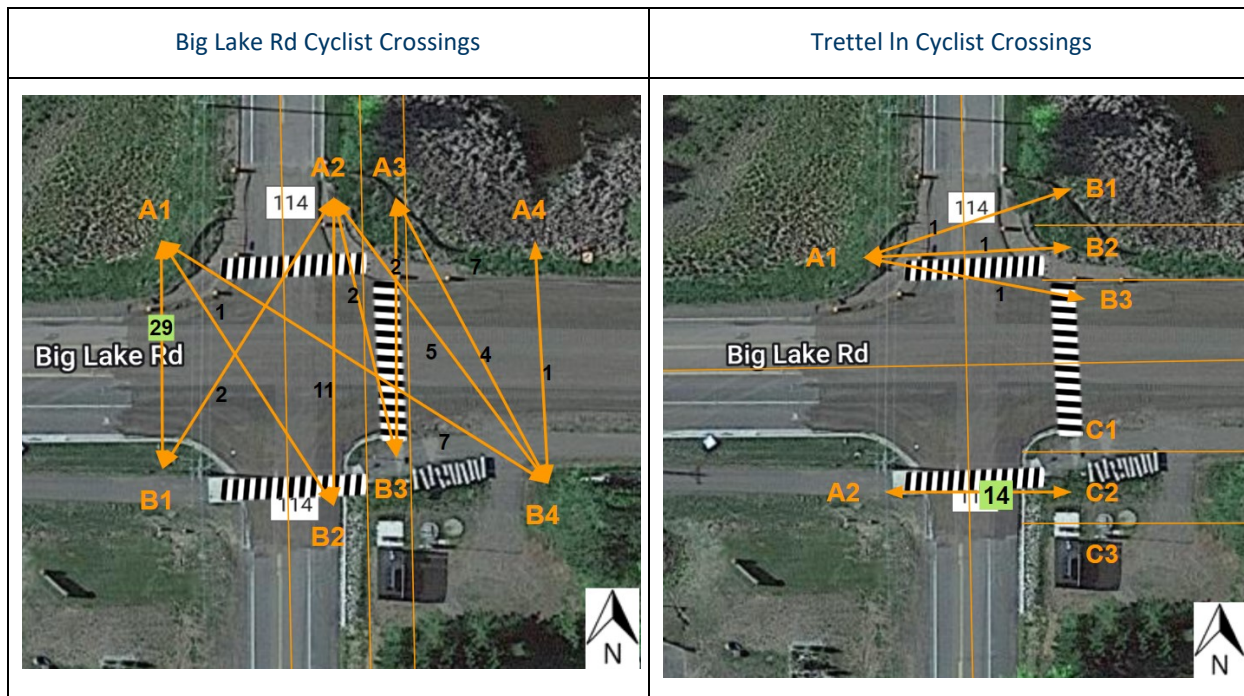 Big Lake Rd Cyclist Crossings
Trettel ln Cyclist Crossings
A1
A2
A3
A4
114
2
7
1
2
29
Big Lake Rd
5
4
1
2
11
7
B1
B2
B3
B4
114
N
114
B1
1
1
B2
A1
1
B3
Big Lake Rd
C1
A2
14
C2
C3
N